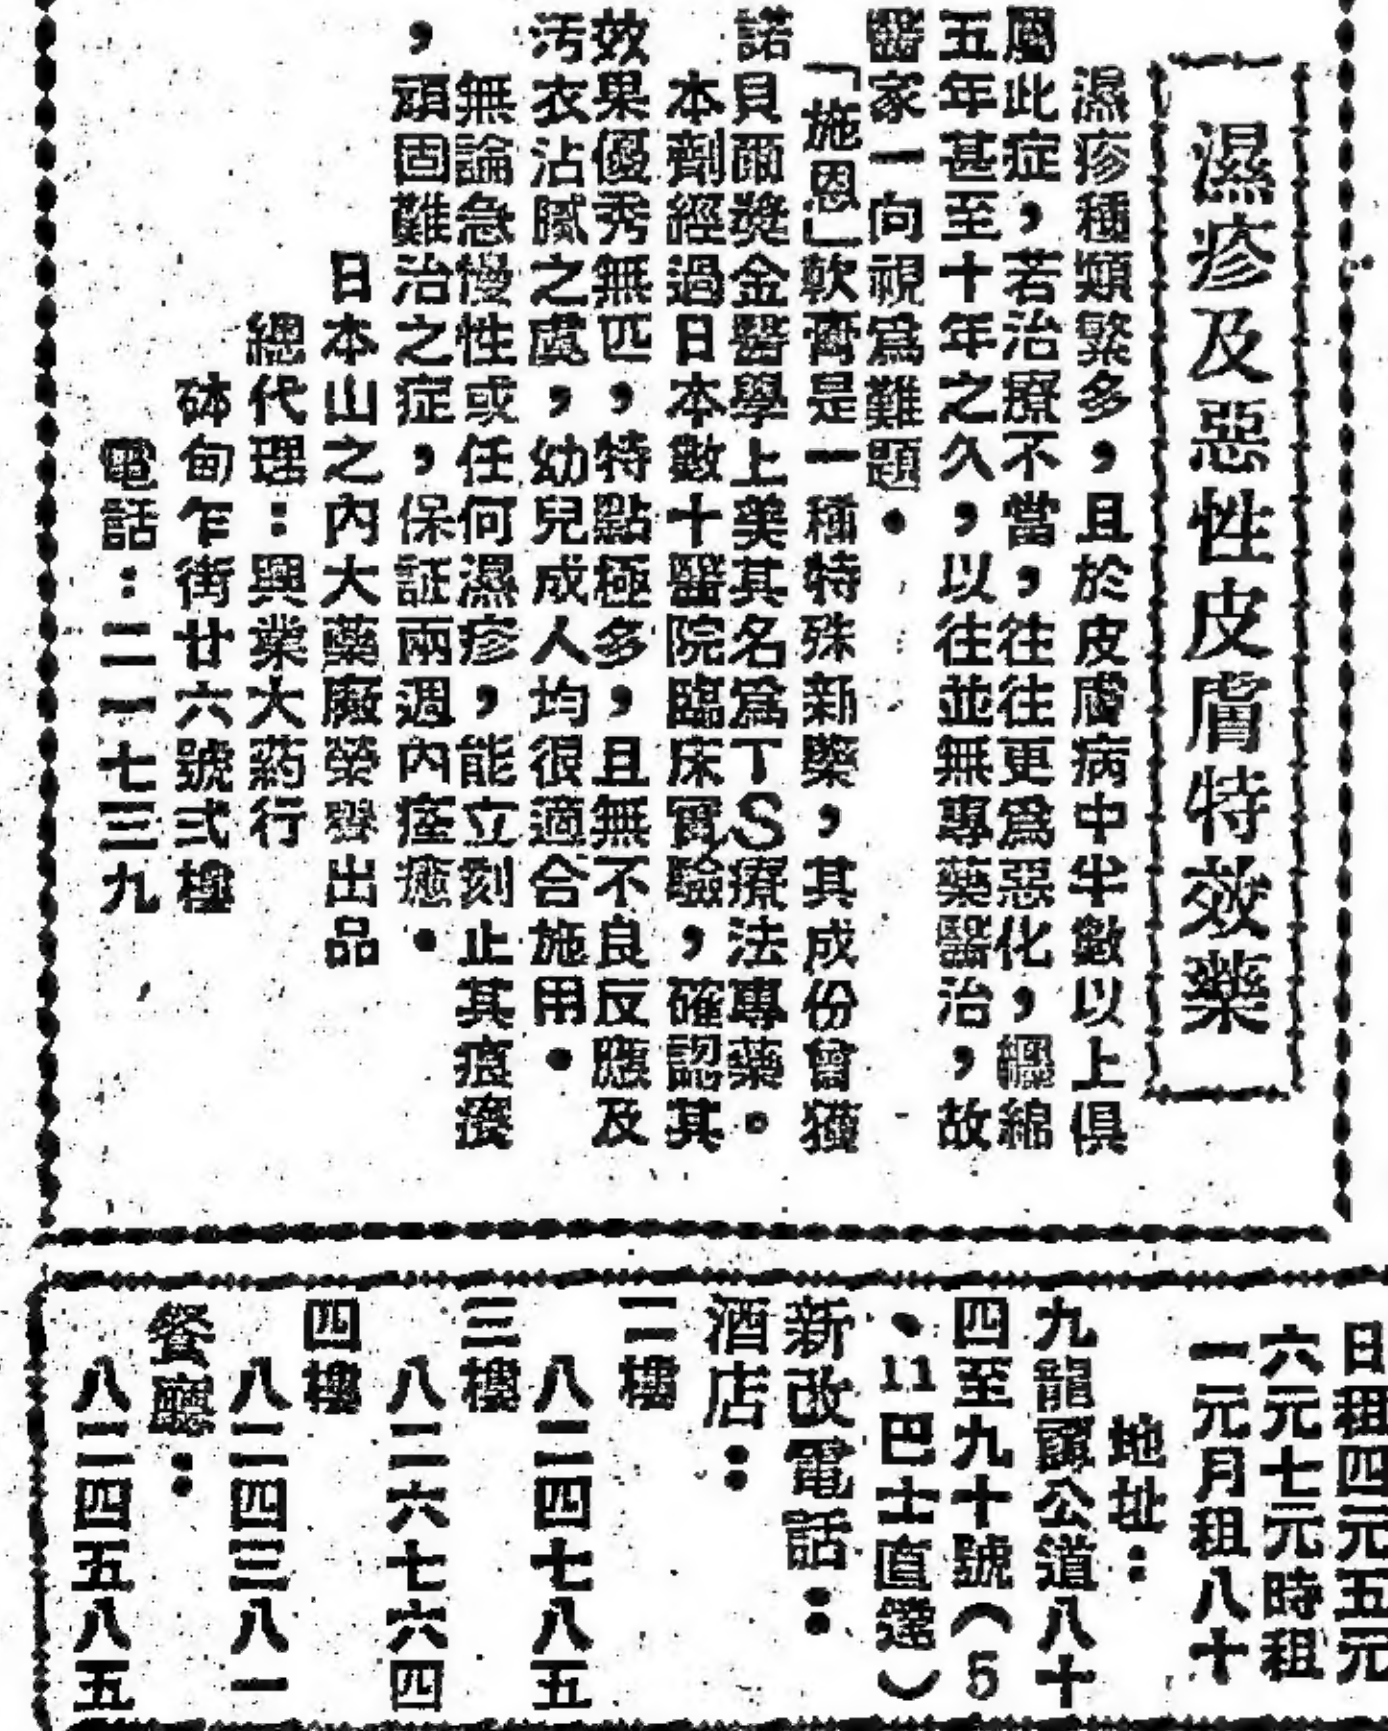 濕疹及惡性皮膚特效藥
濕疹種類繁多，且於皮膚病中半數以上俱
屬此症，若治療不當，往往更爲惡化，纒綿
五年甚至十年之久，以往並無專藥醫治，故
醫家一向視爲難題。
「施恩」軟膏是一種特殊新藥，其成份曾獲
諾貝爾獎金醫學上美其名爲TS療法專藥。
本劑經過日本數十醫院臨床實驗，確認其
效果優秀無匹，特點極多，且無不良反應及
汚衣沾膩之處，幼兒成人均很適合施用。
無論急慢性或任何濕疹，能立刻止其痕癢
，頑固難治之症，保証兩週內痊癒。
日本山之內大藥廠榮譽出品
總代理：興業大葯行
砵甸乍街廿六號弍樓
電話：二一七三九
日租四元五元
六元七元時租
一元月租八十
地址：
九龍彌公道八十
四至九十號（5
、11巴士直達）
新改電話：
酒店：
二樓
八二四七八五
三樓
八二六七六四
四樓
八二四三八一
餐廳：
八二四五八五